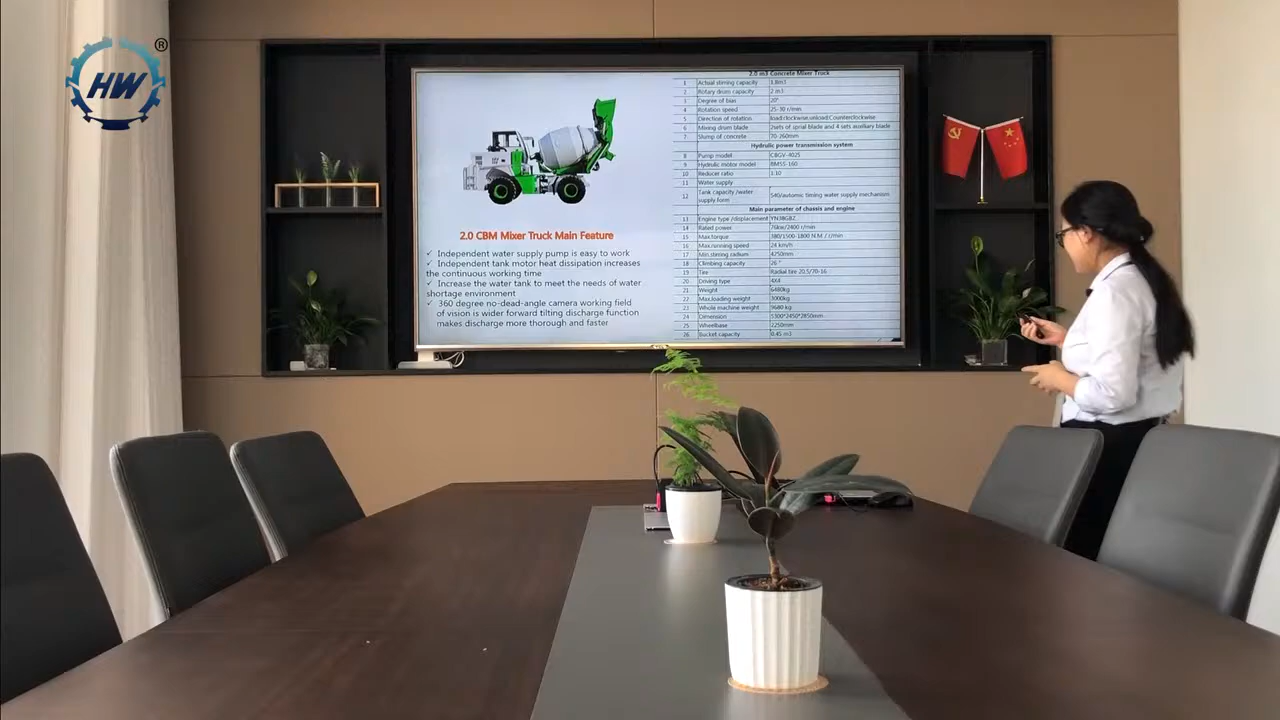 HW®
2.0 CBM Mixer Truck Main Feature
✓ Independent water supply pump is easy to work
✓ Independent tank motor heat dissipation increases
the continuous working time
✓ Increase the water tank to meet the needs of water
shortage environment
✓ 360 degree no-dead-angle camera working field
of vision is wider forward tilting discharge function
makes discharge more thorough and faster
2.0 m3 Concrete Mixer Truck
1 Actual stirring capacity 1.8m3
2 Rotary drum capacity 2 m3
3 Degree of bias 20°
4 Rotation speed 25-30 r/min
5 Direction of rotation load:clockwise,unload:Counterclockwise
6 Mixing drum blade 2sets of sprial blade and 4 sets auxiliary blade
7 Slump of concrete 70-260mm
Hydrulic power transmission system
8 Pump model CBGV-4025
9 Hydrulic motor model BM5S-160
10 Reducer ratio 1:10
11 Water supply
12 Tank capacity /water
supply form 540/automic timing water supply mechanism
Main parameter of chassis and engine
13 Engine type /displacement YN38GBZ
14 Rated power 76kw/2400 r/min
15 Max.torque 380/1500-1800 N.M / r/min
16 Max.running speed 24 km/h
17 Min.stirring radium 4250mm
18 Climbing capacity 26 °
19 Tire Radial tire 20.5/70-16
20 Driving type 4X4
21 Weight 6480kg
22 Max.loading weight 3000kg
23 Whole machine weight 9680 kg
24 Dimension 5300*2450*2850mm
25 Wheelbase 2250mm
26 Bucket capacity 0.45 m3
TCL